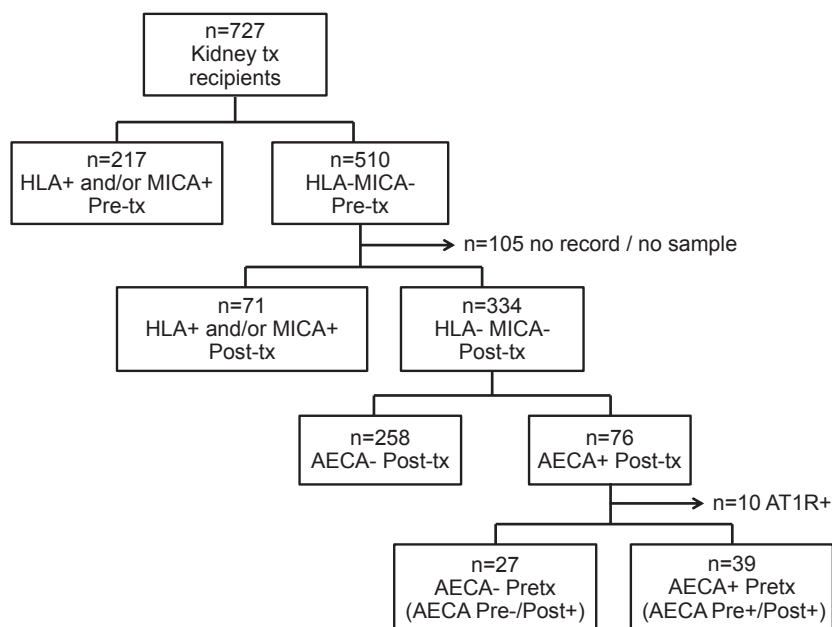 n=727
Kidney tx
recipients
n=217
HLA+ and/or MICA+
Pre-tx
n=510
HLA-MICA-
Pre-tx
n=105 no record / no sample
n=71
HLA+ and/or MICA+
Post-tx
n=334
HLA- MICA-
Post-tx
n=258
AECA- Post-tx
n=76
AECA+ Post-tx
n=10 AT1R+
n=27
AECA- Pretx
(AECA Pre-/Post+)
n=39
AECA+ Pretx
(AECA Pre+/Post+)